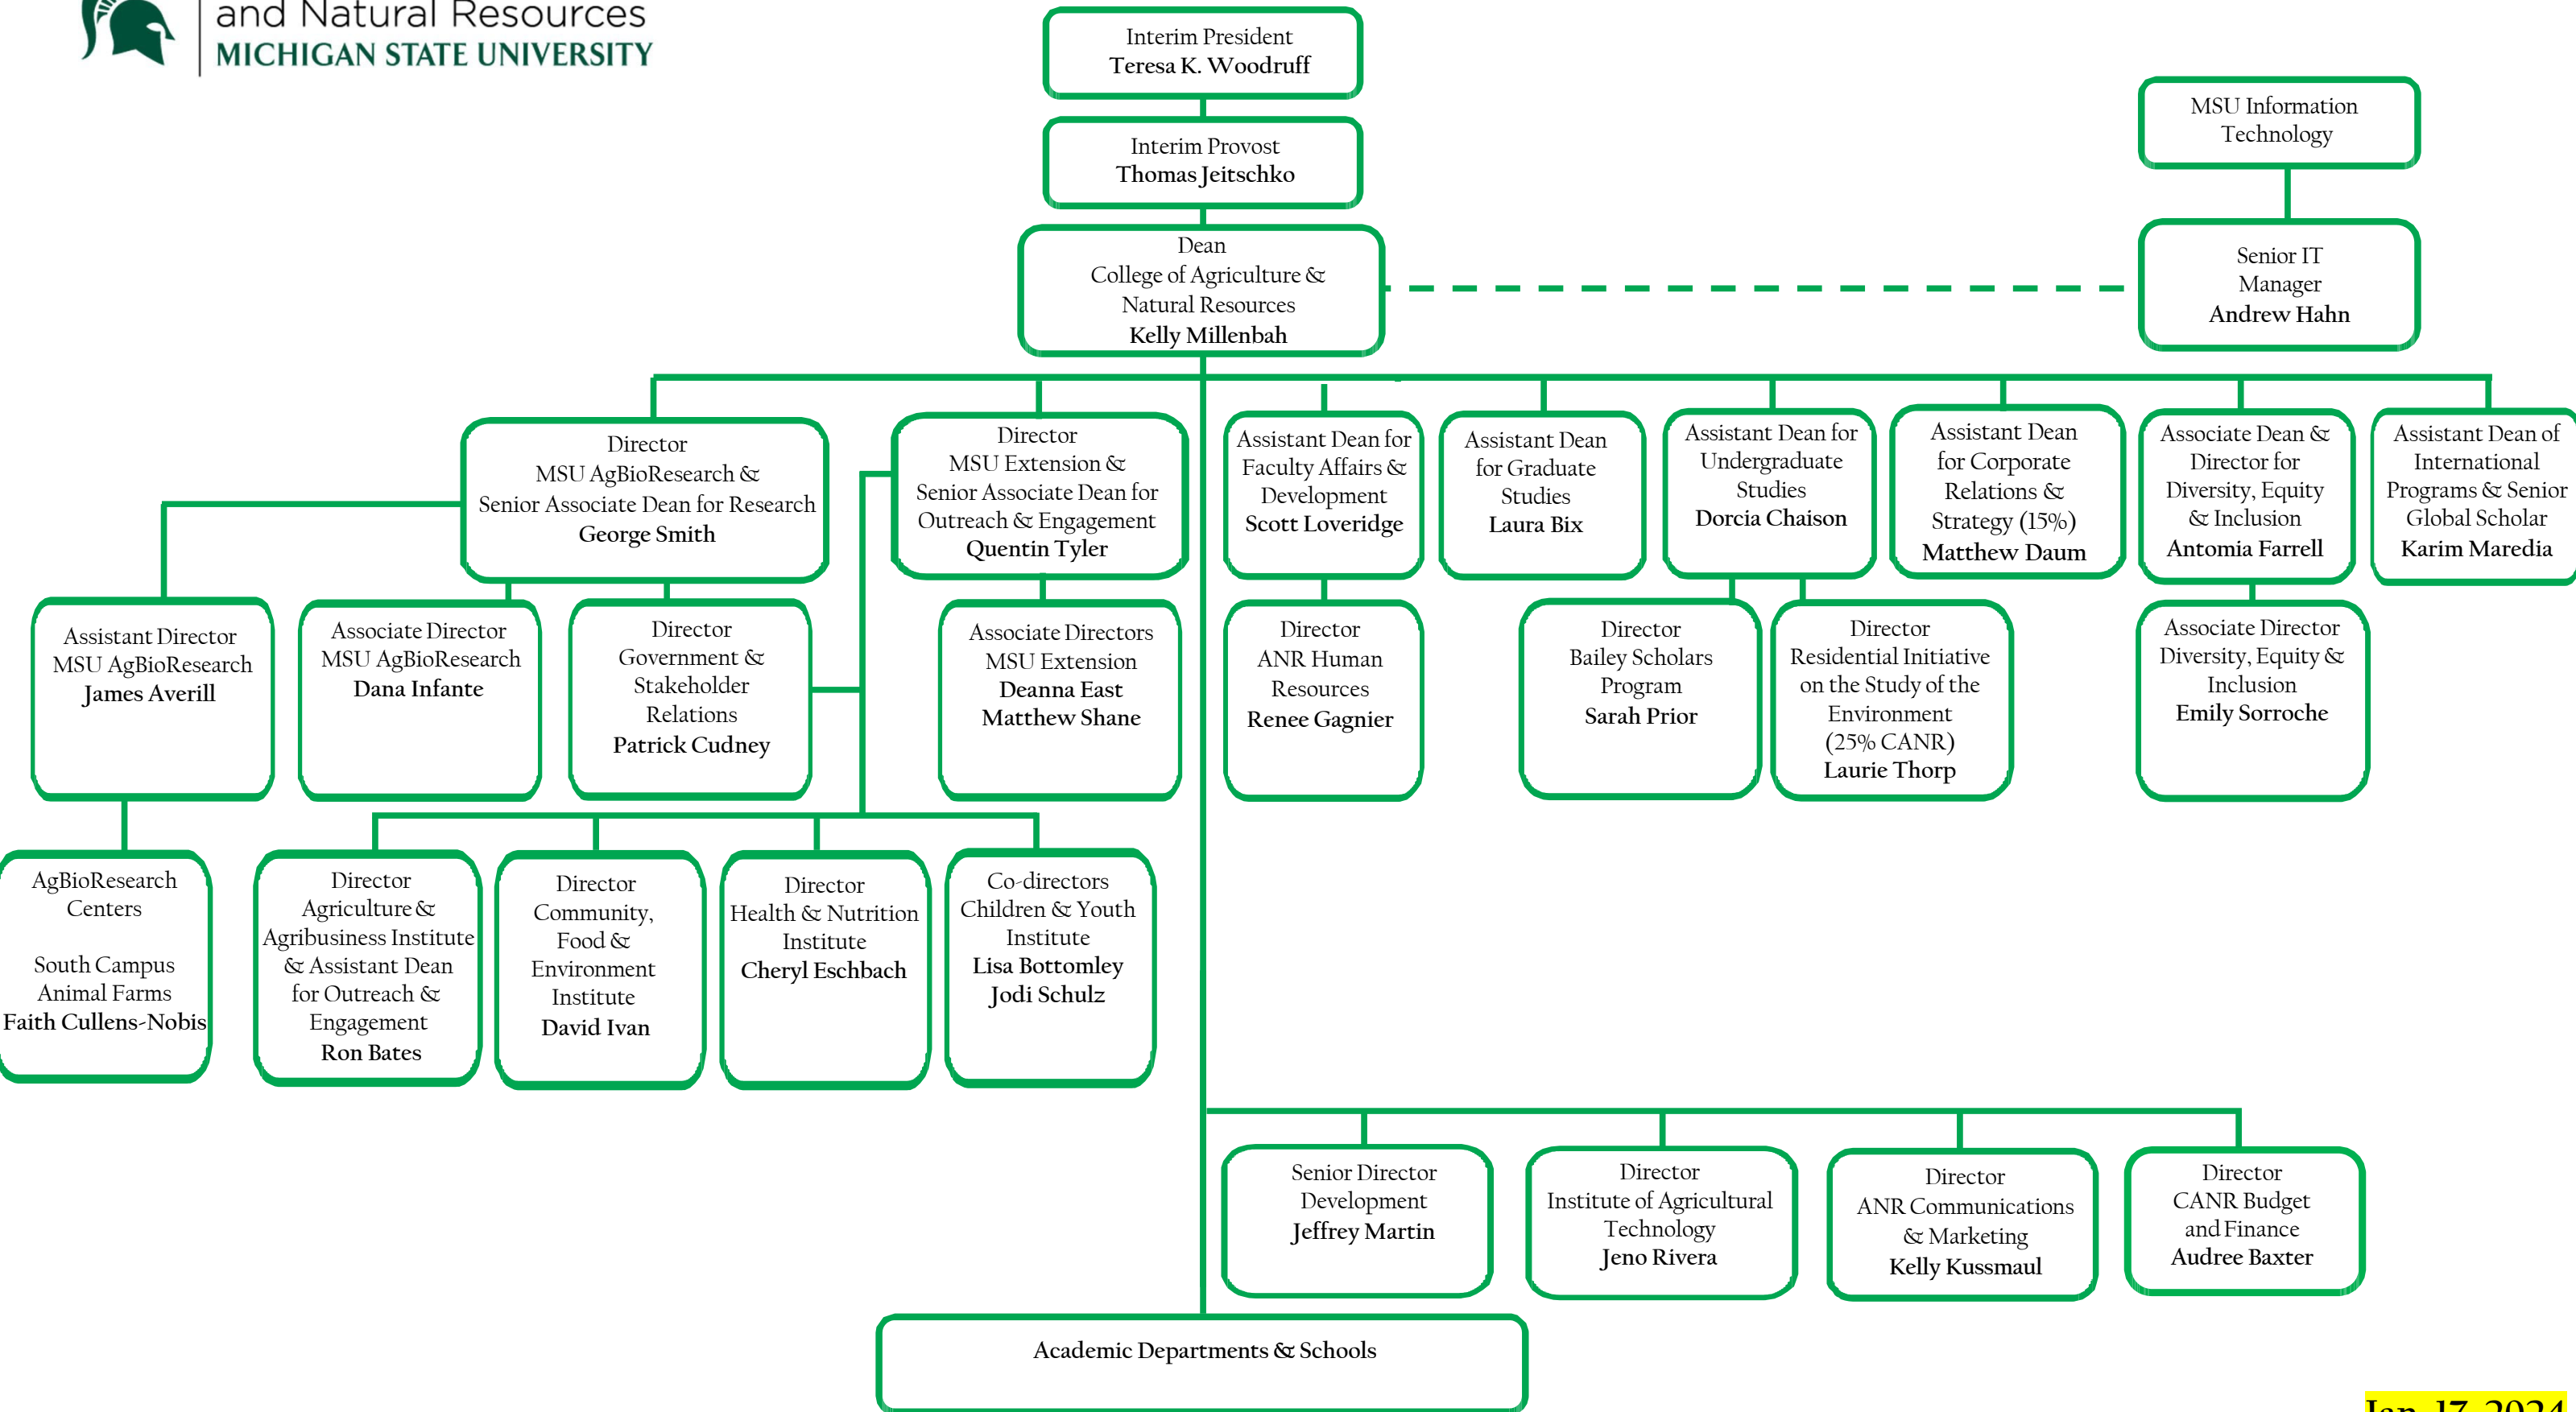 and Natural Resources
MICHIGAN STATE UNIVERSITY
Interim President
Teresa K. Woodruff
Interim Provost
Thomas Jeitschko
Dean
College of Agriculture &
Natural Resources
Kelly Millenbah
MSU Information
Technology
Senior IT
Manager
Andrew Hahn
Director
MSU AgBioResearch &
Senior Associate Dean for Research
George Smith
Director
MSU Extension &
Senior Associate Dean for
Outreach & Engagement
Quentin Tyler
Assistant Dean for
Faculty Affairs &
Development
Scott Loveridge
Assistant Dean
for Graduate
Studies
Laura Bix
Assistant Dean for
Undergraduate
Studies
Dorcia Chaison
Assistant Dean
for Corporate
Relations &
Strategy (15%)
Matthew Daum
Associate Dean &
Director for
Diversity, Equity
& Inclusion
Antomia Farrell
Assistant Dean of
International
Programs & Senior
Global Scholar
Karim Maredia
Assistant Director
MSU AgBioResearch
James Averill
Associate Director
MSU AgBioResearch
Dana Infante
Director
Government &
Stakeholder
Relations
Patrick Cudney
Associate Directors
MSU Extension
Deanna East
Matthew Shane
Director
ANR Human
Resources
Renee Gagnier
Director
Bailey Scholars
Program
Sarah Prior
Director
Residential Initiative
on the Study of the
Environment
(25% CANR)
Laurie Thorp
Associate Director
Diversity, Equity &
Inclusion
Emily Sorroche
AgBioResearch
Centers
South Campus
Animal Farms
Faith Cullens-Nobis
Director
Agriculture &
Agribusiness Institute
& Assistant Dean
for Outreach &
Engagement
Ron Bates
Director
Community,
Food &
Environment
Institute
David Ivan
Director
Health & Nutrition
Institute
Cheryl Eschbach
Co-directors
Children & Youth
Institute
Lisa Bottomley
Jodi Schulz
Senior Director
Development
Jeffrey Martin
Director
Institute of Agricultural
Technology
Jeno Rivera
Director
ANR Communications
& Marketing
Kelly Kussmaul
Director
CANR Budget
and Finance
Audree Baxter
Academic Departments & Schools
Jan. 17, 2024